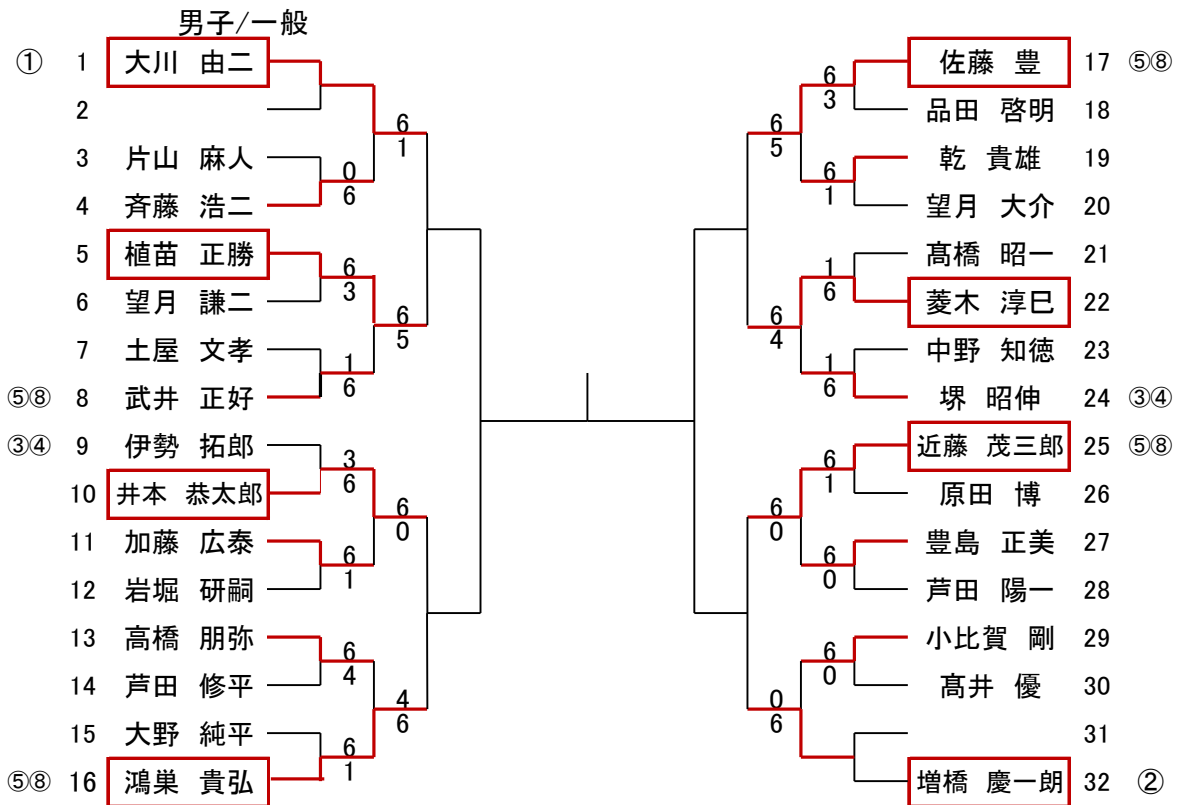 男子/一般
① 1 大川 由二
2
3 片山 麻人
4 斉藤 浩二
5 植苗 正勝
6 望月 謙二
7 土屋 文孝
⑤⑧ 8 武井 正好
③④ 9 伊勢 拓郎
10 井本 恭太郎
11 加藤 広泰
12 岩堀 研嗣
13 高橋 朋弥
14 芦田 修平
15 大野 純平
⑤⑧ 16 鴻巣 貴弘
0
6
6
3
1
6
3
6
6
1
6
4
6
1
6
1
6
5
6
0
4
6
6
5
6
4
6
0
0
6
6
3
6
1
1
6
1
6
6
1
6
0
6
0
佐藤 豊 17 ⑤⑧
品田 啓明 18
乾 貴雄 19
望月 大介 20
髙橋 昭一 21
菱木 淳巳 22
中野 知徳 23
堺 昭伸 24 ③④
近藤 茂三郎 25 ⑤⑧
原田 博 26
豊島 正美 27
芦田 陽一 28
小比賀 剛 29
髙井 優 30
31
増橋 慶一朗 32 ②